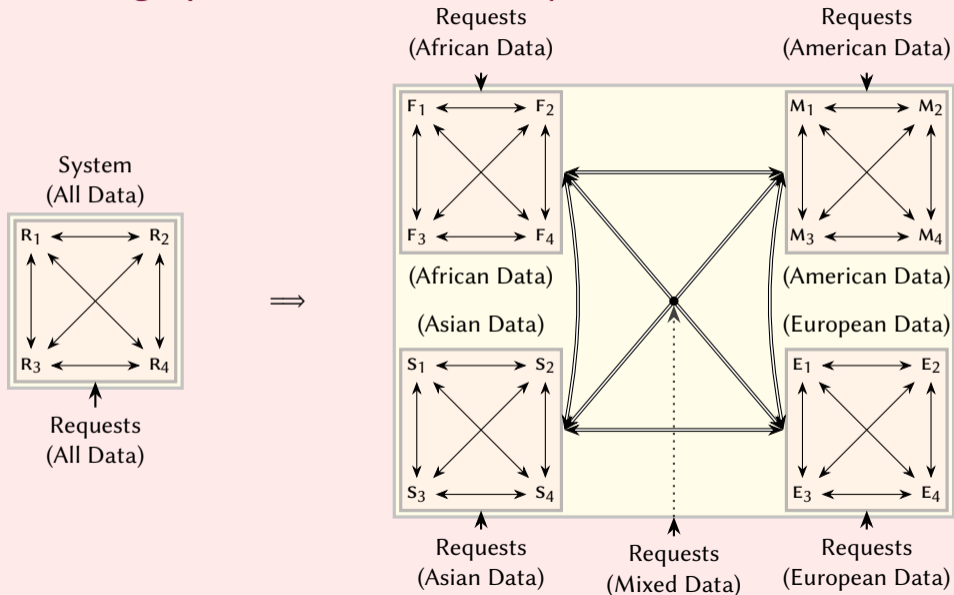 System
(All Data)
R1 R2
R3 R4
Requests
(All Data)
⟹
Requests
(African Data)
F1 F2
F3 F4
(African Data)
Requests
(American Data)
M1 M2
M3 M4
(American Data)
(Asian Data)
S1 S2
S3 S4
Requests
(Asian Data)
Requests
(Mixed Data)
(European Data)
E1 E2
E3 E4
Requests
(European Data)